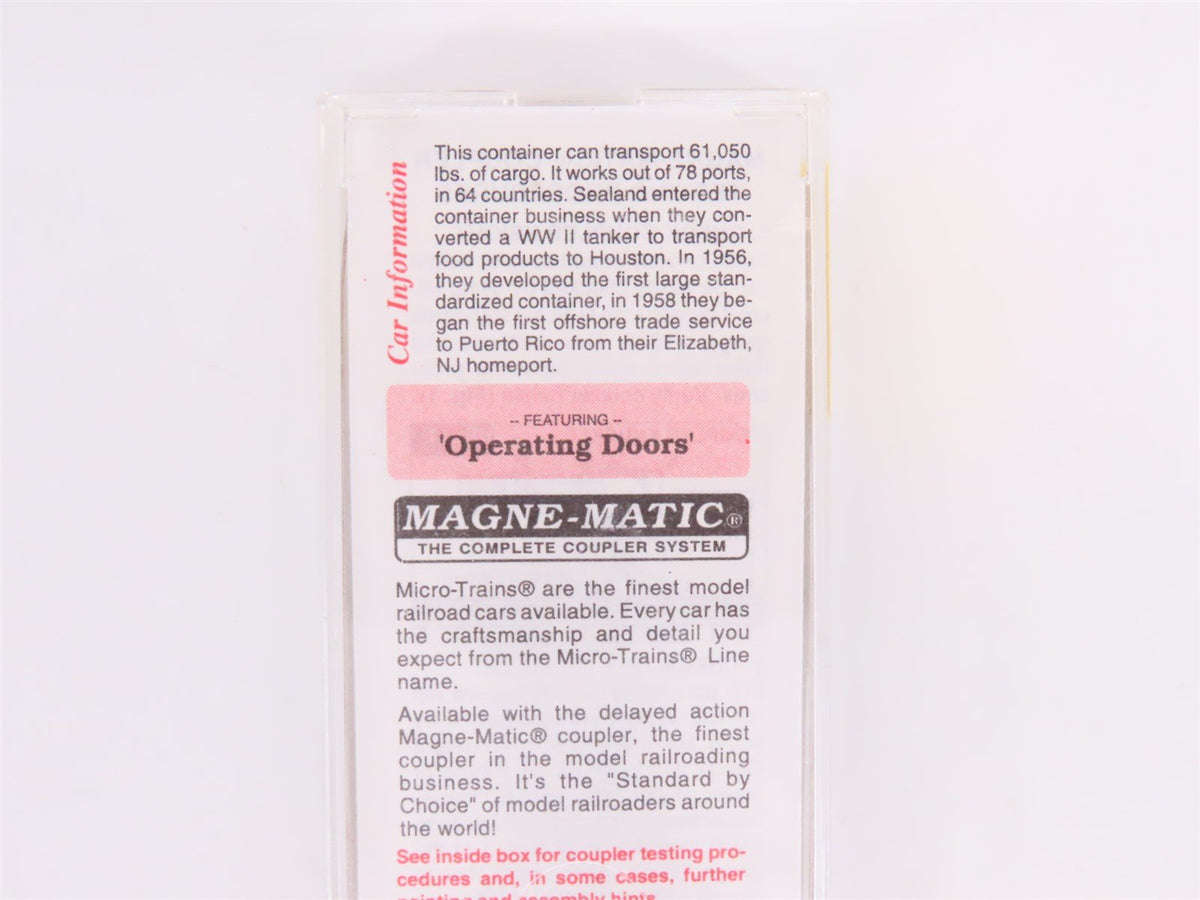 Car Information
This container can transport 61,050
lbs. of cargo. It works out of 78 ports,
in 64 countries. Sealand entered the
container business when they con-
verted a WW II tanker to transport
food products to Houston. In 1956,
they developed the first large stan-
dardized container, in 1958 they be-
gan the first offshore trade service
to Puerto Rico from their Elizabeth,
NJ homeport.
-- FEATURING --
'Operating Doors'
MAGNE-MATIC®
THE COMPLETE COUPLER SYSTEM
Micro-Trains® are the finest model
railroad cars available. Every car has
the craftsmanship and detail you
expect from the Micro-Trains® Line
name.
Available with the delayed action
Magne-Matic® coupler, the finest
coupler in the model railroading
business. It's the "Standard by
Choice" of model railroaders around
the world!
See inside box for coupler testing pro-
cedures and, in some cases, further
painting and assembly hints.